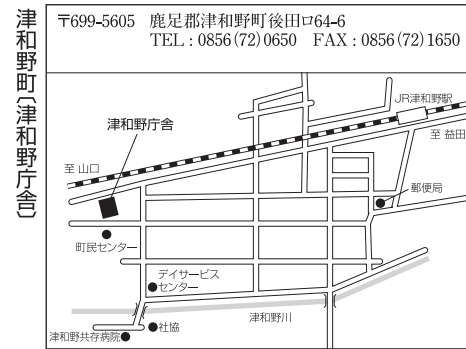 津和野町〔津和野庁舎〕
〒699-5605 鹿足郡津和野町後田ロ64-6
TEL : 0856(72)0650 FAX : 0856(72)1650
JR津和野駅
津和野庁舎
至 益田
至 山口
郵便局
町民センター
デイサービス
センター
津和野川
社協
津和野共存病院